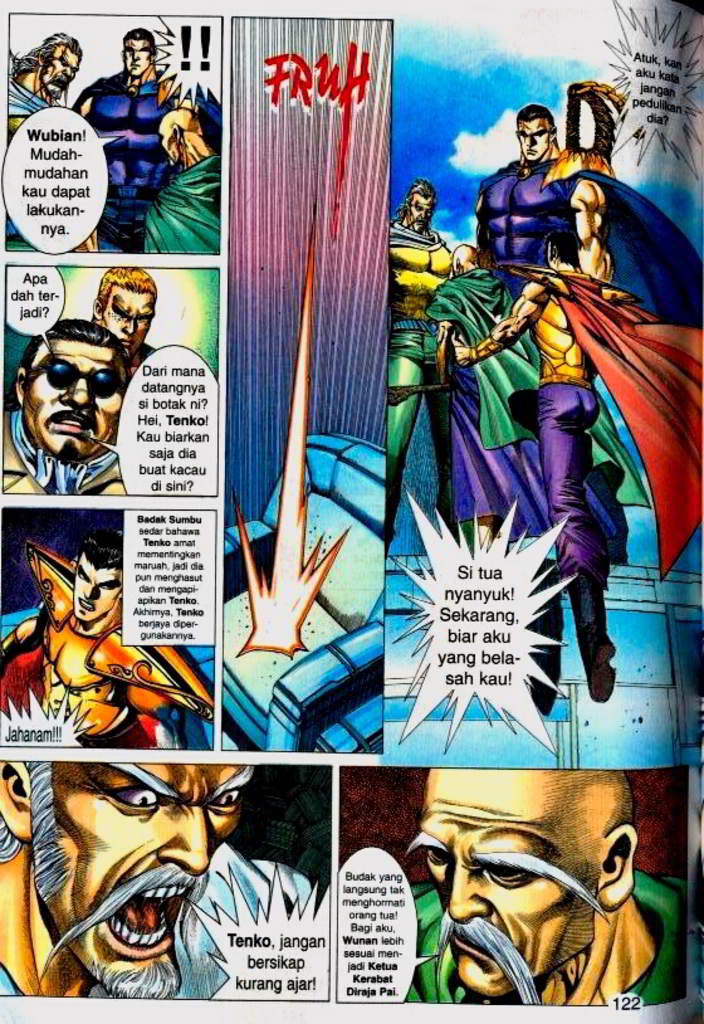 !!
Wubian!
Mudah-
mudahan
kau dapat
lakukan-
nya.
Apa
dah ter-
jadi?
Dari mana
datangnya
si botak ni?
Hei, Tenko!
Kau biarkan
saja dia
buat kacau
di sini?
Badak Sumbu
sedar bahawa
Tenko amat
mementingkan
maruah, jadi dia
pun menghasut
dan mengapi-
apikan Tenko.
Akhirnya, Tenko
berjaya diper-
gunakannya.
Jahanam!!!
FRUH
Atuk, kan
aku kata
jangan
pedulikan
dia?
Si tua
nyanyuk!
Sekarang,
biar aku
yang bela-
sah kau!
Tenko, jangan
bersikap
kurang ajar!
Budak yang
langsung tak
menghormati
orang tua!
Bagi aku,
Wunan lebih
sesuai men-
jadi Ketua
Kerabat
Diraja Pai.
122